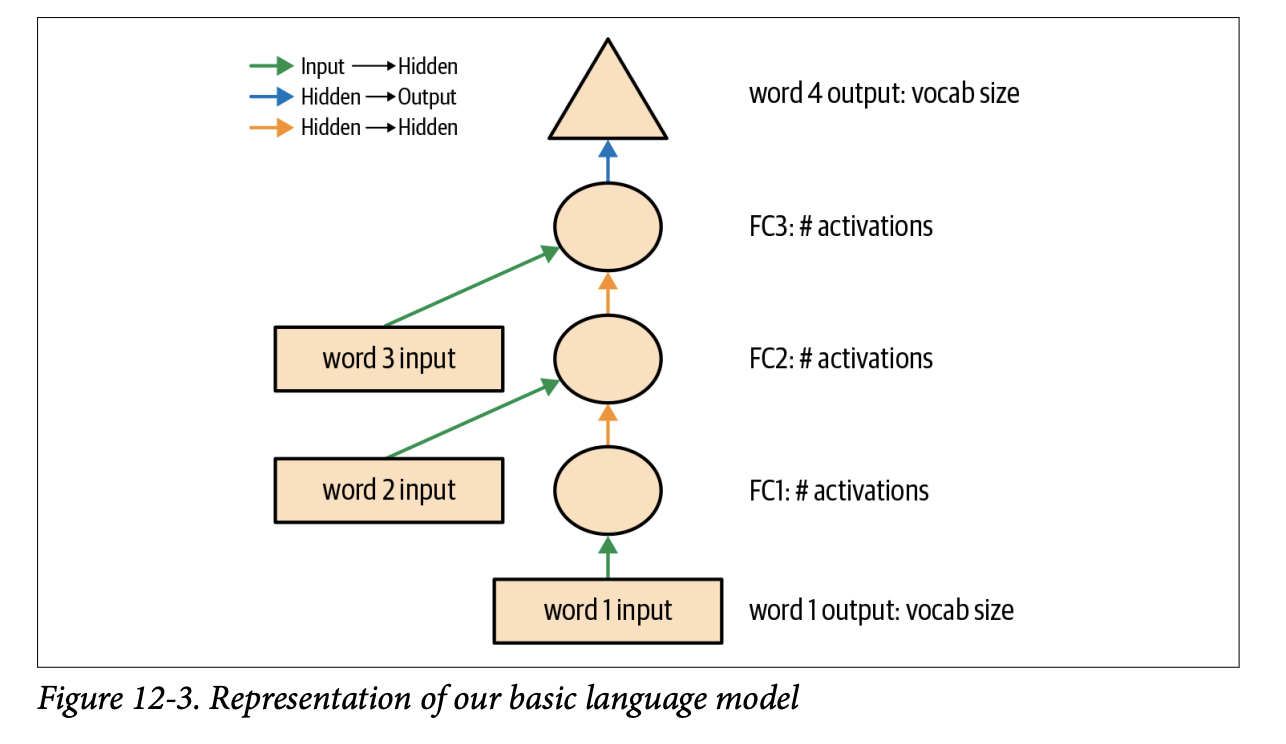 Input → Hidden
Hidden → Output
Hidden → Hidden
word 4 output: vocab size
FC3: # activations
word 3 input
FC2: # activations
word 2 input
FC1: # activations
word 1 input
word 1 output: vocab size
Figure 12-3. Representation of our basic language model